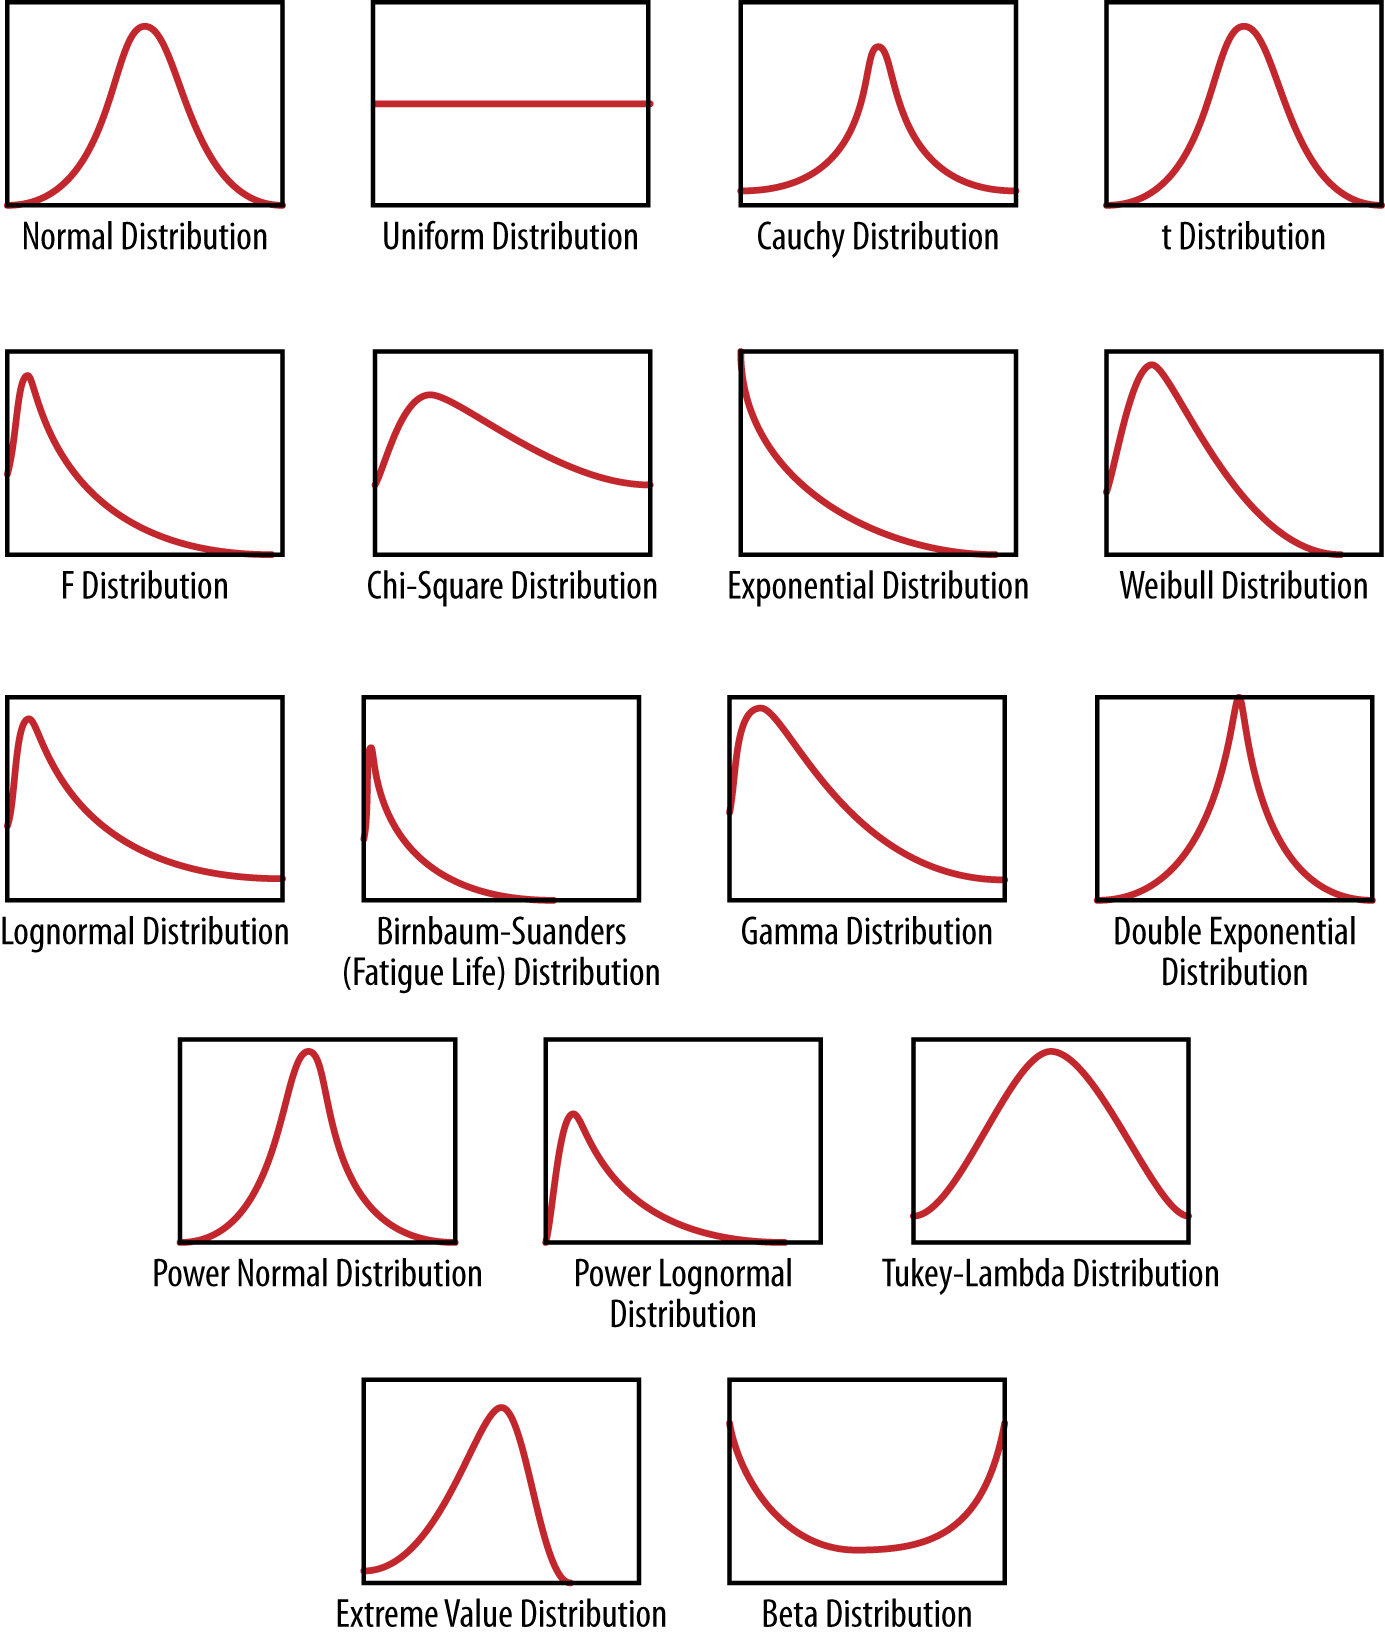 Normal Distribution
Uniform Distribution
Cauchy Distribution
t Distribution
F Distribution
Chi-Square Distribution
Exponential Distribution
Weibull Distribution
Lognormal Distribution
Birnbaum-Suanders
(Fatigue Life) Distribution
Gamma Distribution
Double Exponential
Distribution
Power Normal Distribution
Power Lognormal
Distribution
Tukey-Lambda Distribution
Extreme Value Distribution
Beta Distribution